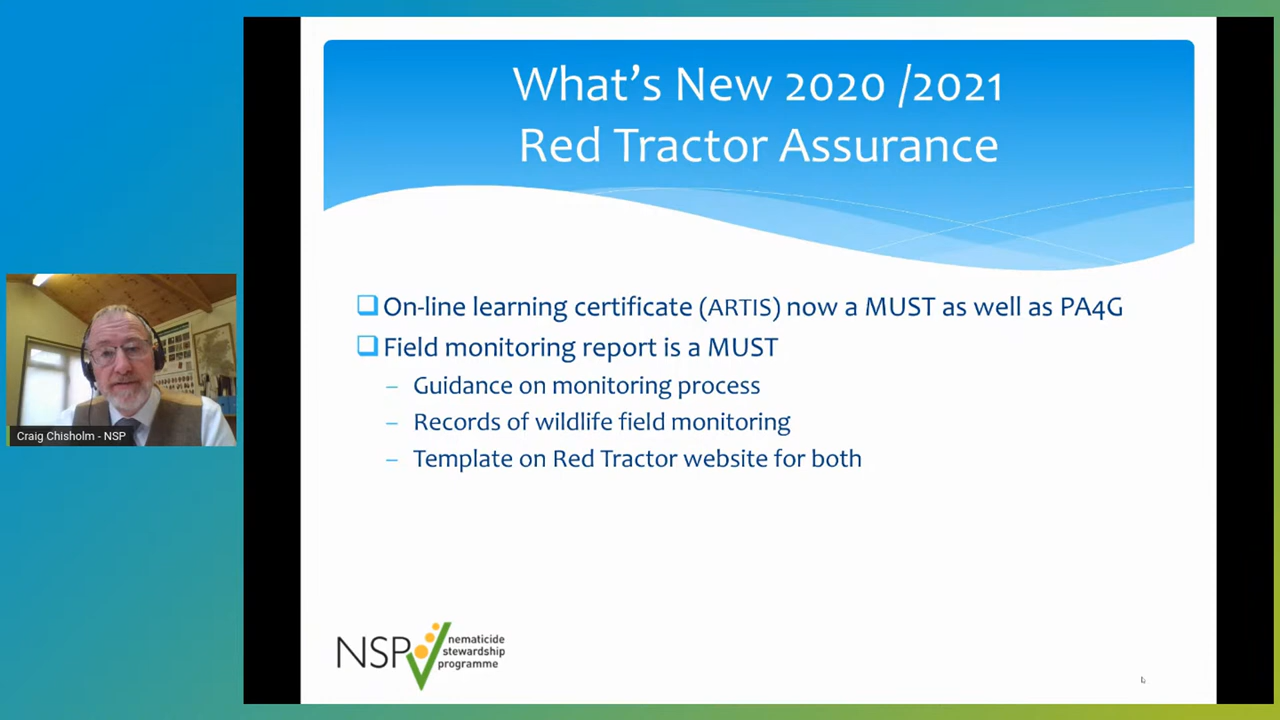 What's New 2020 /2021
Red Tractor Assurance
On-line learning certificate (ARTIS) now a MUST as well as PA4G
Field monitoring report is a MUST
– Guidance on monitoring process
– Records of wildlife field monitoring
– Template on Red Tractor website for both
Craig Chisholm - NSP
NSP nematicide
stewardship
programme